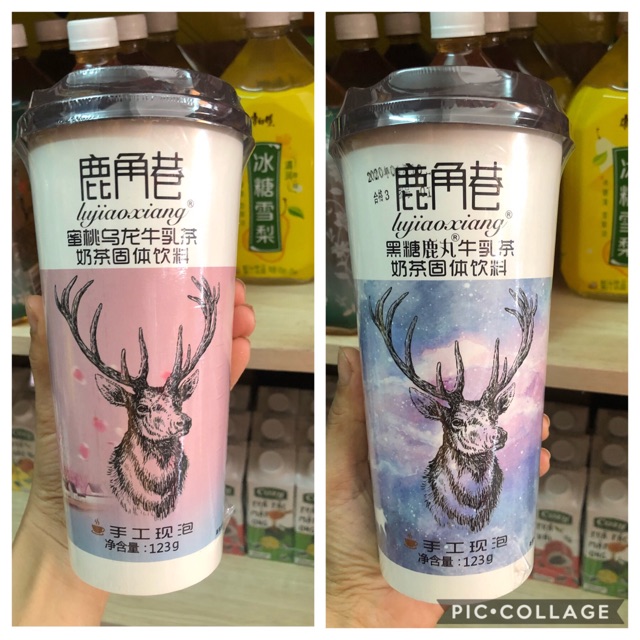 鹿角巷
lujiaoxiang®
蜜桃乌龙牛乳茶
奶茶固体饮料
手工现泡
净含量:123g
冰糖雪梨
鹿角巷
lujiaoxiang®
黑糖鹿丸®牛乳茶
奶茶固体饮料
手工现泡
净含量:123g
冰糖雪梨
Cozy
Cozy
PIC•COLLAGE